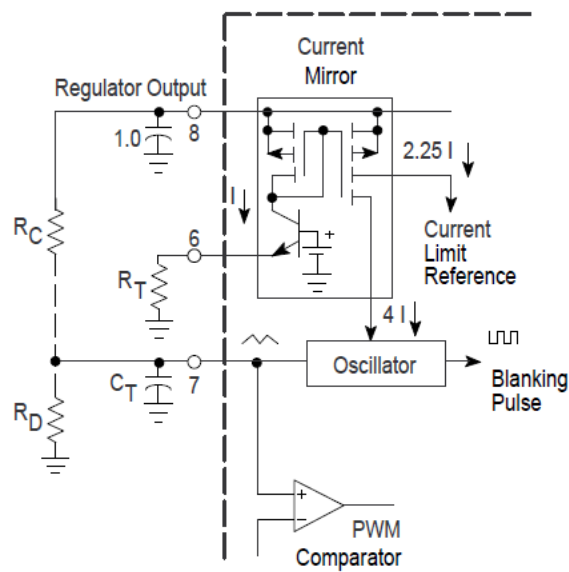 Current
Mirror
Regulator Output
1.0
8
2.25 I
I
R_C
6
+
Current
Limit
Reference
R_T
4 I
Oscillator
C_T
7
Blanking
Pulse
R_D
+
−
PWM
Comparator